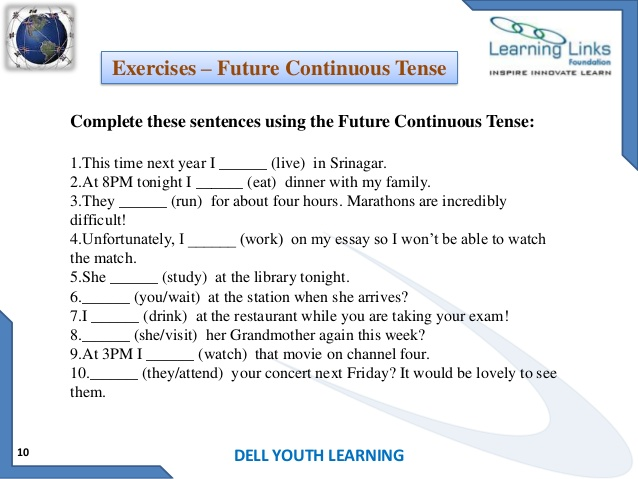 Learning Links
Foundation
INSPIRE INNOVATE LEARN
Exercises – Future Continuous Tense
Complete these sentences using the Future Continuous Tense:
1.This time next year I ______ (live)  in Srinagar.
2.At 8PM tonight I ______ (eat)  dinner with my family.
3.They ______ (run)  for about four hours. Marathons are incredibly
difficult!
4.Unfortunately, I ______ (work)  on my essay so I won’t be able to watch
the match.
5.She ______ (study)  at the library tonight.
6.______ (you/wait)  at the station when she arrives?
7.I ______ (drink)  at the restaurant while you are taking your exam!
8.______ (she/visit)  her Grandmother again this week?
9.At 3PM I ______ (watch)  that movie on channel four.
10.______ (they/attend)  your concert next Friday? It would be lovely to see
them.
10
DELL YOUTH LEARNING